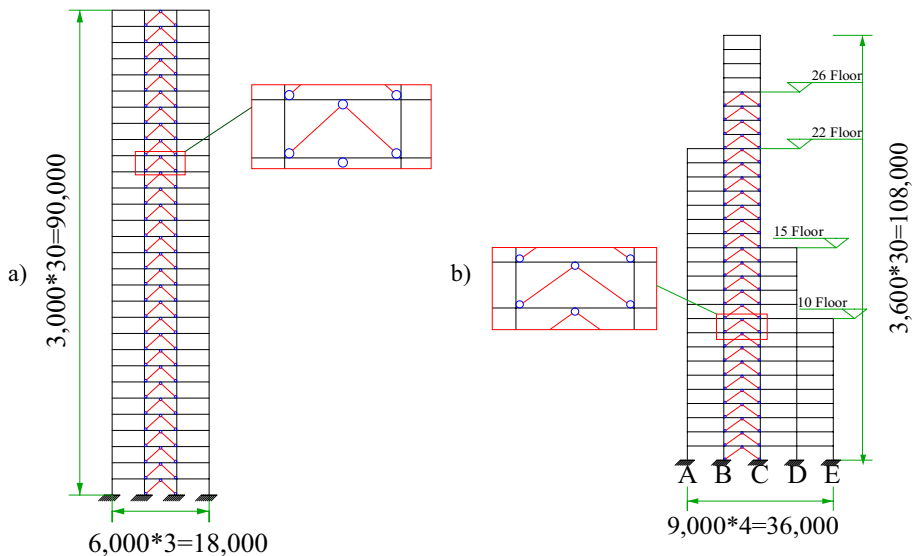 a)
3,000*30=90,000
6,000*3=18,000
b)
26 Floor
22 Floor
15 Floor
10 Floor
3,600*30=108,000
A B C D E
9,000*4=36,000